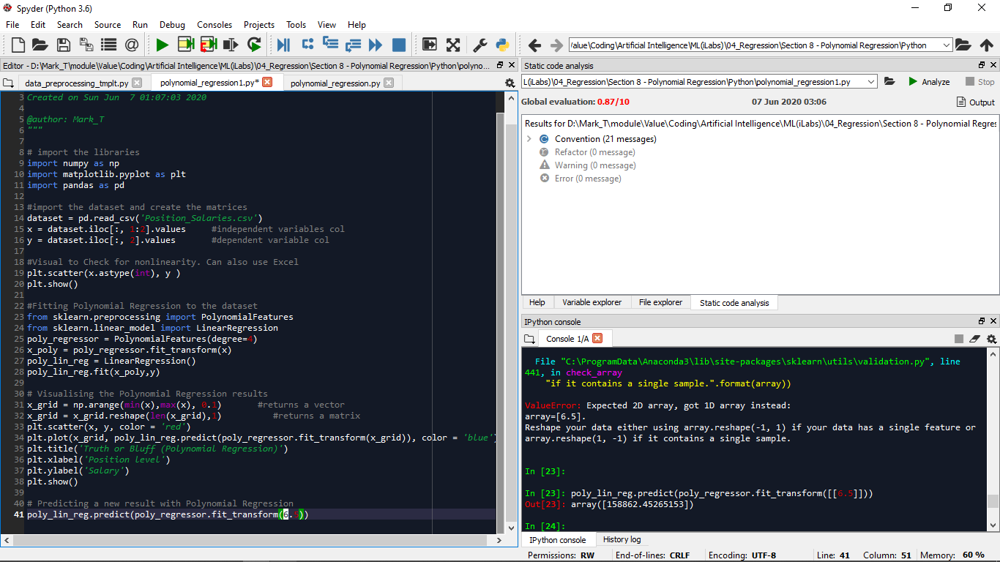 Spyder (Python 3.6)
File Edit Search Source Run Debug Consoles Projects Tools View Help
/alue\Coding\Artificial Intelligence\ML(iLabs)\04_Regression\Section 8 - Polynomial Regression\Python
Editor - D:\Mark_T\module\Value\Coding\Artificial Intelligence\ML(iLabs)\04_Regression\Section 8 - Polynomial Regression\Python\polyno...
data_preprocessing_tmplt.py polynomial_regression1.py* polynomial_regression.py
3 Created on Sun Jun  7 01:07:03 2020
4
5 @author: Mark_T
6 """
7
8 # import the libraries
9 import numpy as np
10 import matplotlib.pyplot as plt
11 import pandas as pd
12
13 #import the dataset and create the matrices
14 dataset = pd.read_csv('Position_Salaries.csv')
15 x = dataset.iloc[:, 1:2].values     #independent variables col
16 y = dataset.iloc[:, 2].values       #dependent variable col
17
18 #Visual to Check for nonlinearity. Can also use Excel
19 plt.scatter(x.astype(int), y )
20 plt.show()
21
22 #Fitting Polynomial Regression to the dataset
23 from sklearn.preprocessing import PolynomialFeatures
24 from sklearn.linear_model import LinearRegression
25 poly_regressor = PolynomialFeatures(degree=4)
26 x_poly = poly_regressor.fit_transform(x)
27 poly_lin_reg = LinearRegression()
28 poly_lin_reg.fit(x_poly,y)
29
30 # Visualising the Polynomial Regression results
31 x_grid = np.arange(min(x),max(x), 0.1)       #returns a vector
32 x_grid = x_grid.reshape(len(x_grid),1)          #returns a matrix
33 plt.scatter(x, y, color = 'red')
34 plt.plot(x_grid, poly_lin_reg.predict(poly_regressor.fit_transform(x_grid)), color = 'blue')
35 plt.title('Truth or Bluff (Polynomial Regression)')
36 plt.xlabel('Position level')
37 plt.ylabel('Salary')
38 plt.show()
39
40 # Predicting a new result with Polynomial Regression
41 poly_lin_reg.predict(poly_regressor.fit_transform(6.5))
Static code analysis
L(iLabs)\04_Regression\Section 8 - Polynomial Regression\Python\polynomial_regression1.py Analyze Stop
Global evaluation: 0.87/10 07 Jun 2020 03:06 Output
Results for D:\Mark_T\module\Value\Coding\Artificial Intelligence\ML(iLabs)\04_Regression\Section 8 - Polynomial Regres
Convention (21 messages)
Refactor (0 message)
Warning (0 message)
Error (0 message)
Help Variable explorer File explorer Static code analysis
IPython console
Console 1/A
File "C:\ProgramData\Anaconda3\lib\site-packages\sklearn\utils\validation.py", line
441, in check_array
"if it contains a single sample.".format(array))
ValueError: Expected 2D array, got 1D array instead:
array=[6.5].
Reshape your data either using array.reshape(-1, 1) if your data has a single feature or
array.reshape(1, -1) if it contains a single sample.
In [23]:
In [23]: poly_lin_reg.predict(poly_regressor.fit_transform([[6.5]]))
Out[23]: array([158862.45265153])
In [24]:
IPython console History log
Permissions: RW End-of-lines: CRLF Encoding: UTF-8 Line: 41 Column: 51 Memory: 60 %